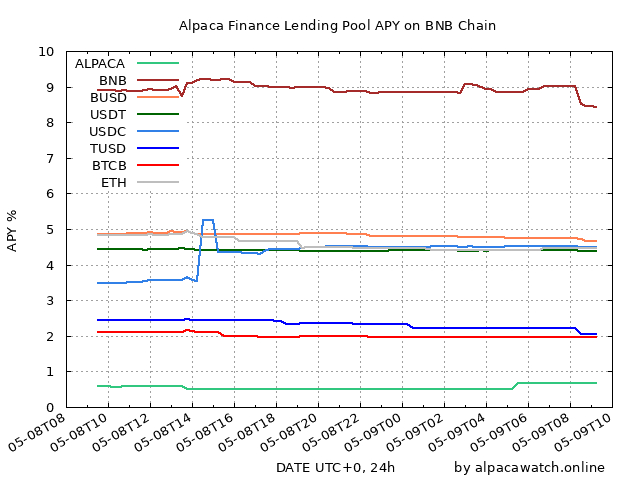 Alpaca Finance Lending Pool APY on BNB Chain
10
9
8
7
6
5
4
3
2
1
0
APY %
ALPACA
BNB
BUSD
USDT
USDC
TUSD
BTCB
ETH
05-08T08
05-08T10
05-08T12
05-08T14
05-08T16
05-08T18
05-08T20
05-08T22
05-09T00
05-09T02
05-09T04
05-09T06
05-09T08
05-09T10
DATE UTC+0, 24h
by alpacawatch.online